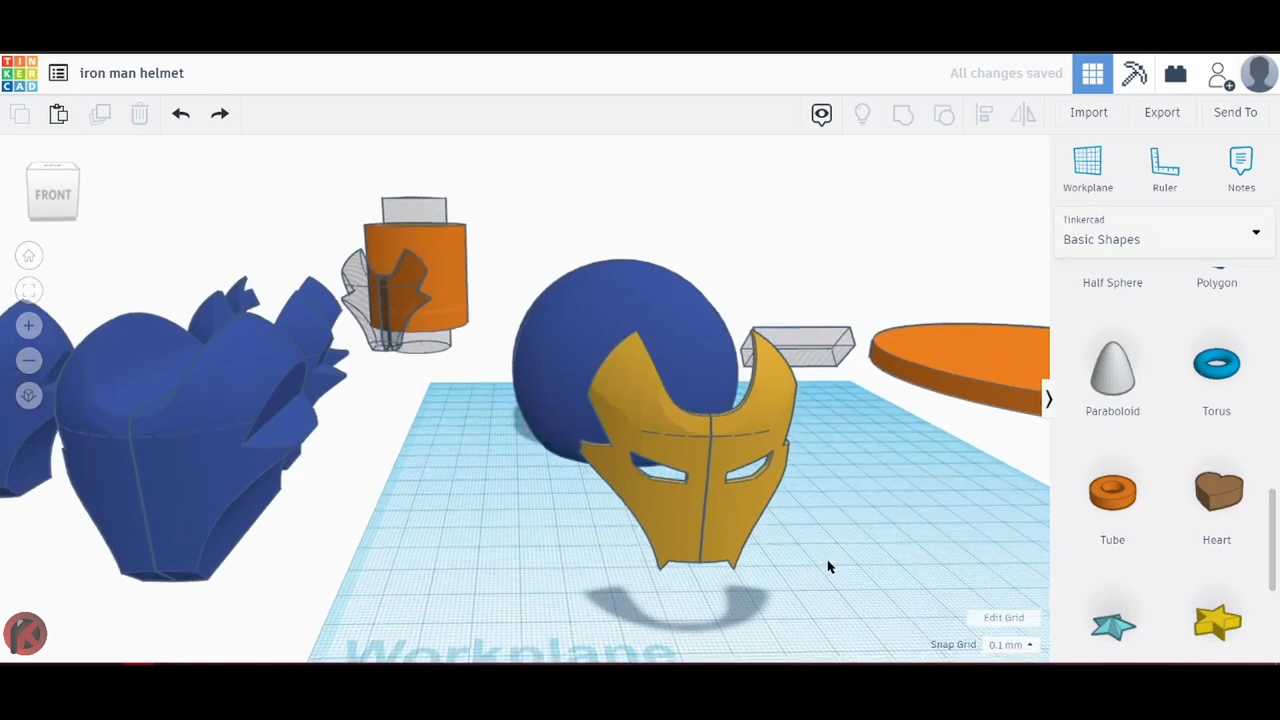 TIN
KER
CAD
iron man helmet
All changes saved
Import
Export
Send To
FRONT
Workplane
Ruler
Notes
Tinkercad
Basic Shapes
Half Sphere
Polygon
Paraboloid
Torus
Tube
Heart
Edit Grid
Snap Grid
0.1 mm
Workplane